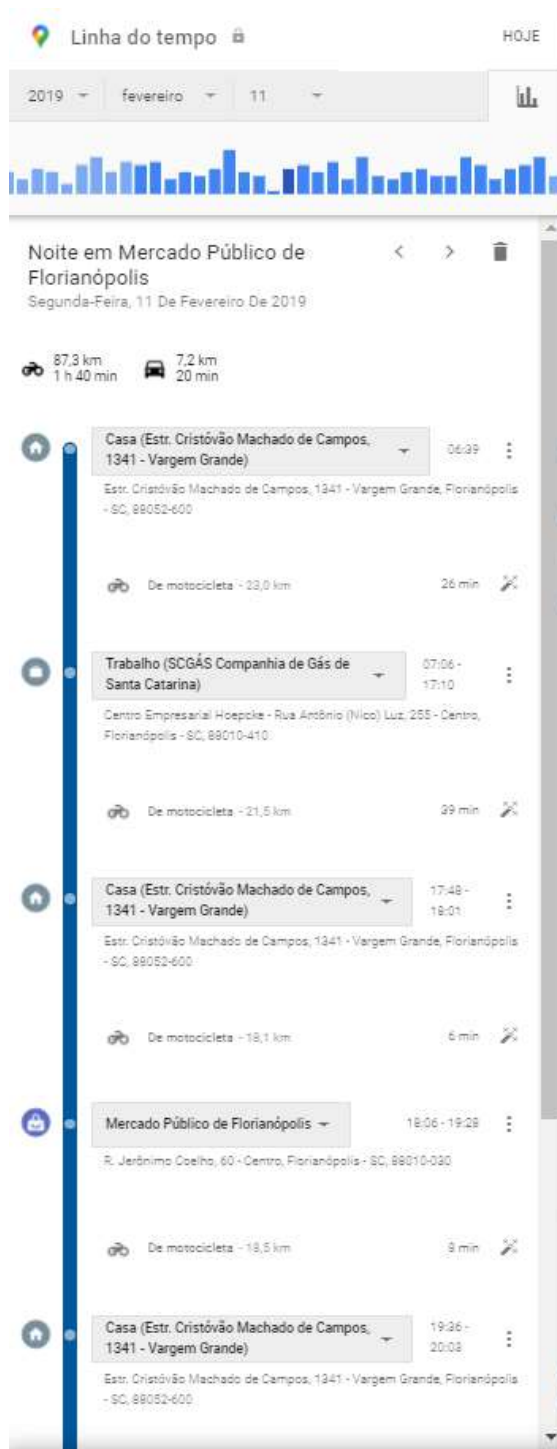 Linha do tempo
HOJE
2019
fevereiro
11
Noite em Mercado Público de
Florianópolis
Segunda-Feira, 11 De Fevereiro De 2019
87,3 km
1 h 40 min
7,2 km
20 min
Casa (Estr. Cristóvão Machado de Campos,
1341 - Vargem Grande)
06:39
Estr. Cristóvão Machado de Campos, 1341 - Vargem Grande, Florianópolis
- SC, 88052-600
De motocicleta - 23,0 km
26 min
Trabalho (SCGÁS Companhia de Gás de
Santa Catarina)
07:06 -
17:10
Centro Empresarial Hoepcke - Rua Antônio (Nico) Luz, 255 - Centro,
Florianópolis - SC, 88010-410
De motocicleta - 21,5 km
39 min
Casa (Estr. Cristóvão Machado de Campos,
1341 - Vargem Grande)
17:48 -
18:01
Estr. Cristóvão Machado de Campos, 1341 - Vargem Grande, Florianópolis
- SC, 88052-600
De motocicleta - 18,1 km
6 min
Mercado Público de Florianópolis
18:06 - 19:28
R. Jerônimo Coelho, 60 - Centro, Florianópolis - SC, 88010-030
De motocicleta - 18,5 km
9 min
Casa (Estr. Cristóvão Machado de Campos,
1341 - Vargem Grande)
19:36 -
20:03
Estr. Cristóvão Machado de Campos, 1341 - Vargem Grande, Florianópolis
- SC, 88052-600